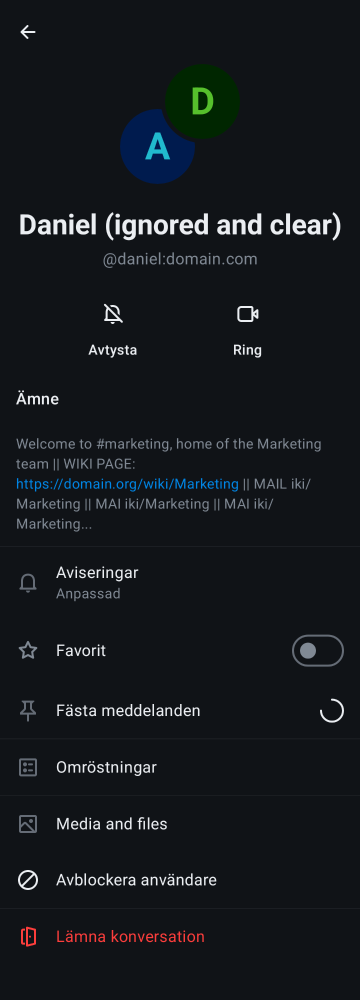 D
A
Daniel (ignored and clear)
@daniel:domain.com
Avtysta
Ring
Ämne
Welcome to #marketing, home of the Marketing
team || WIKI PAGE:
https://domain.org/wiki/Marketing || MAIL iki/
Marketing || MAI iki/Marketing || MAI iki/
Marketing...
Aviseringar
Anpassad
Favorit
Fästa meddelanden
Omröstningar
Media and files
Avblockera användare
Lämna konversation